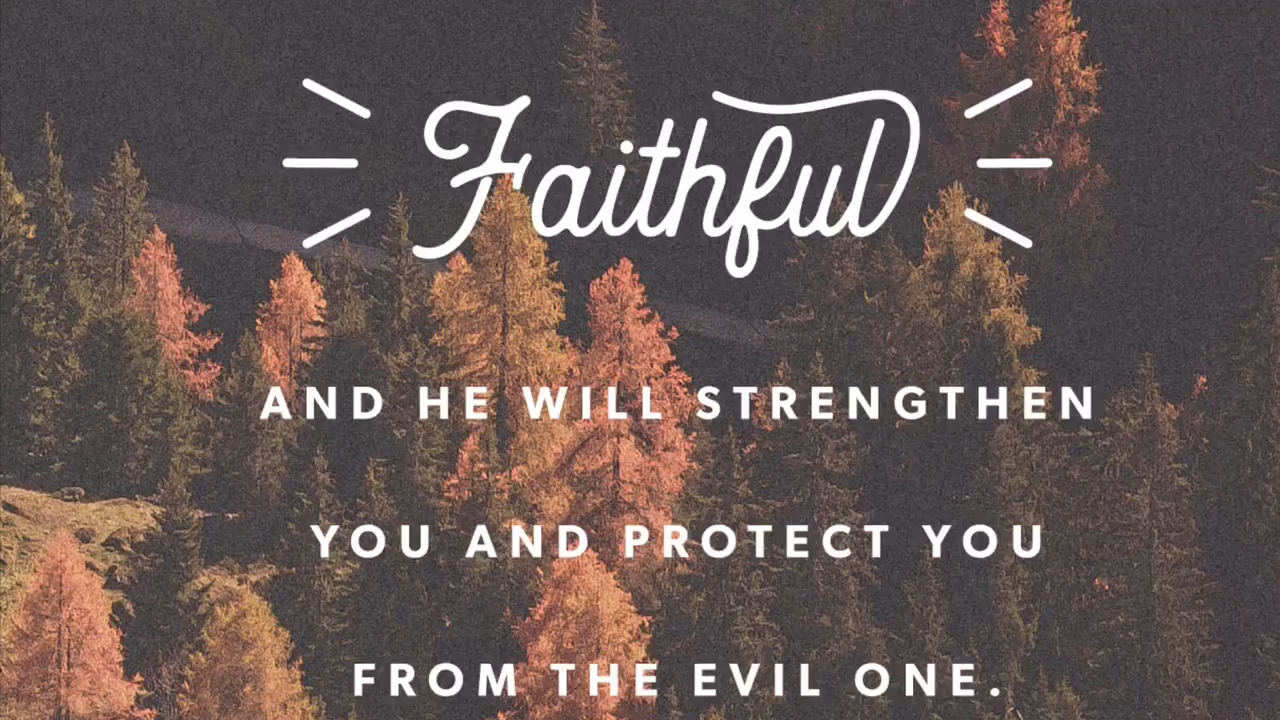 Faithful
AND HE WILL STRENGTHEN
YOU AND PROTECT YOU
FROM THE EVIL ONE.